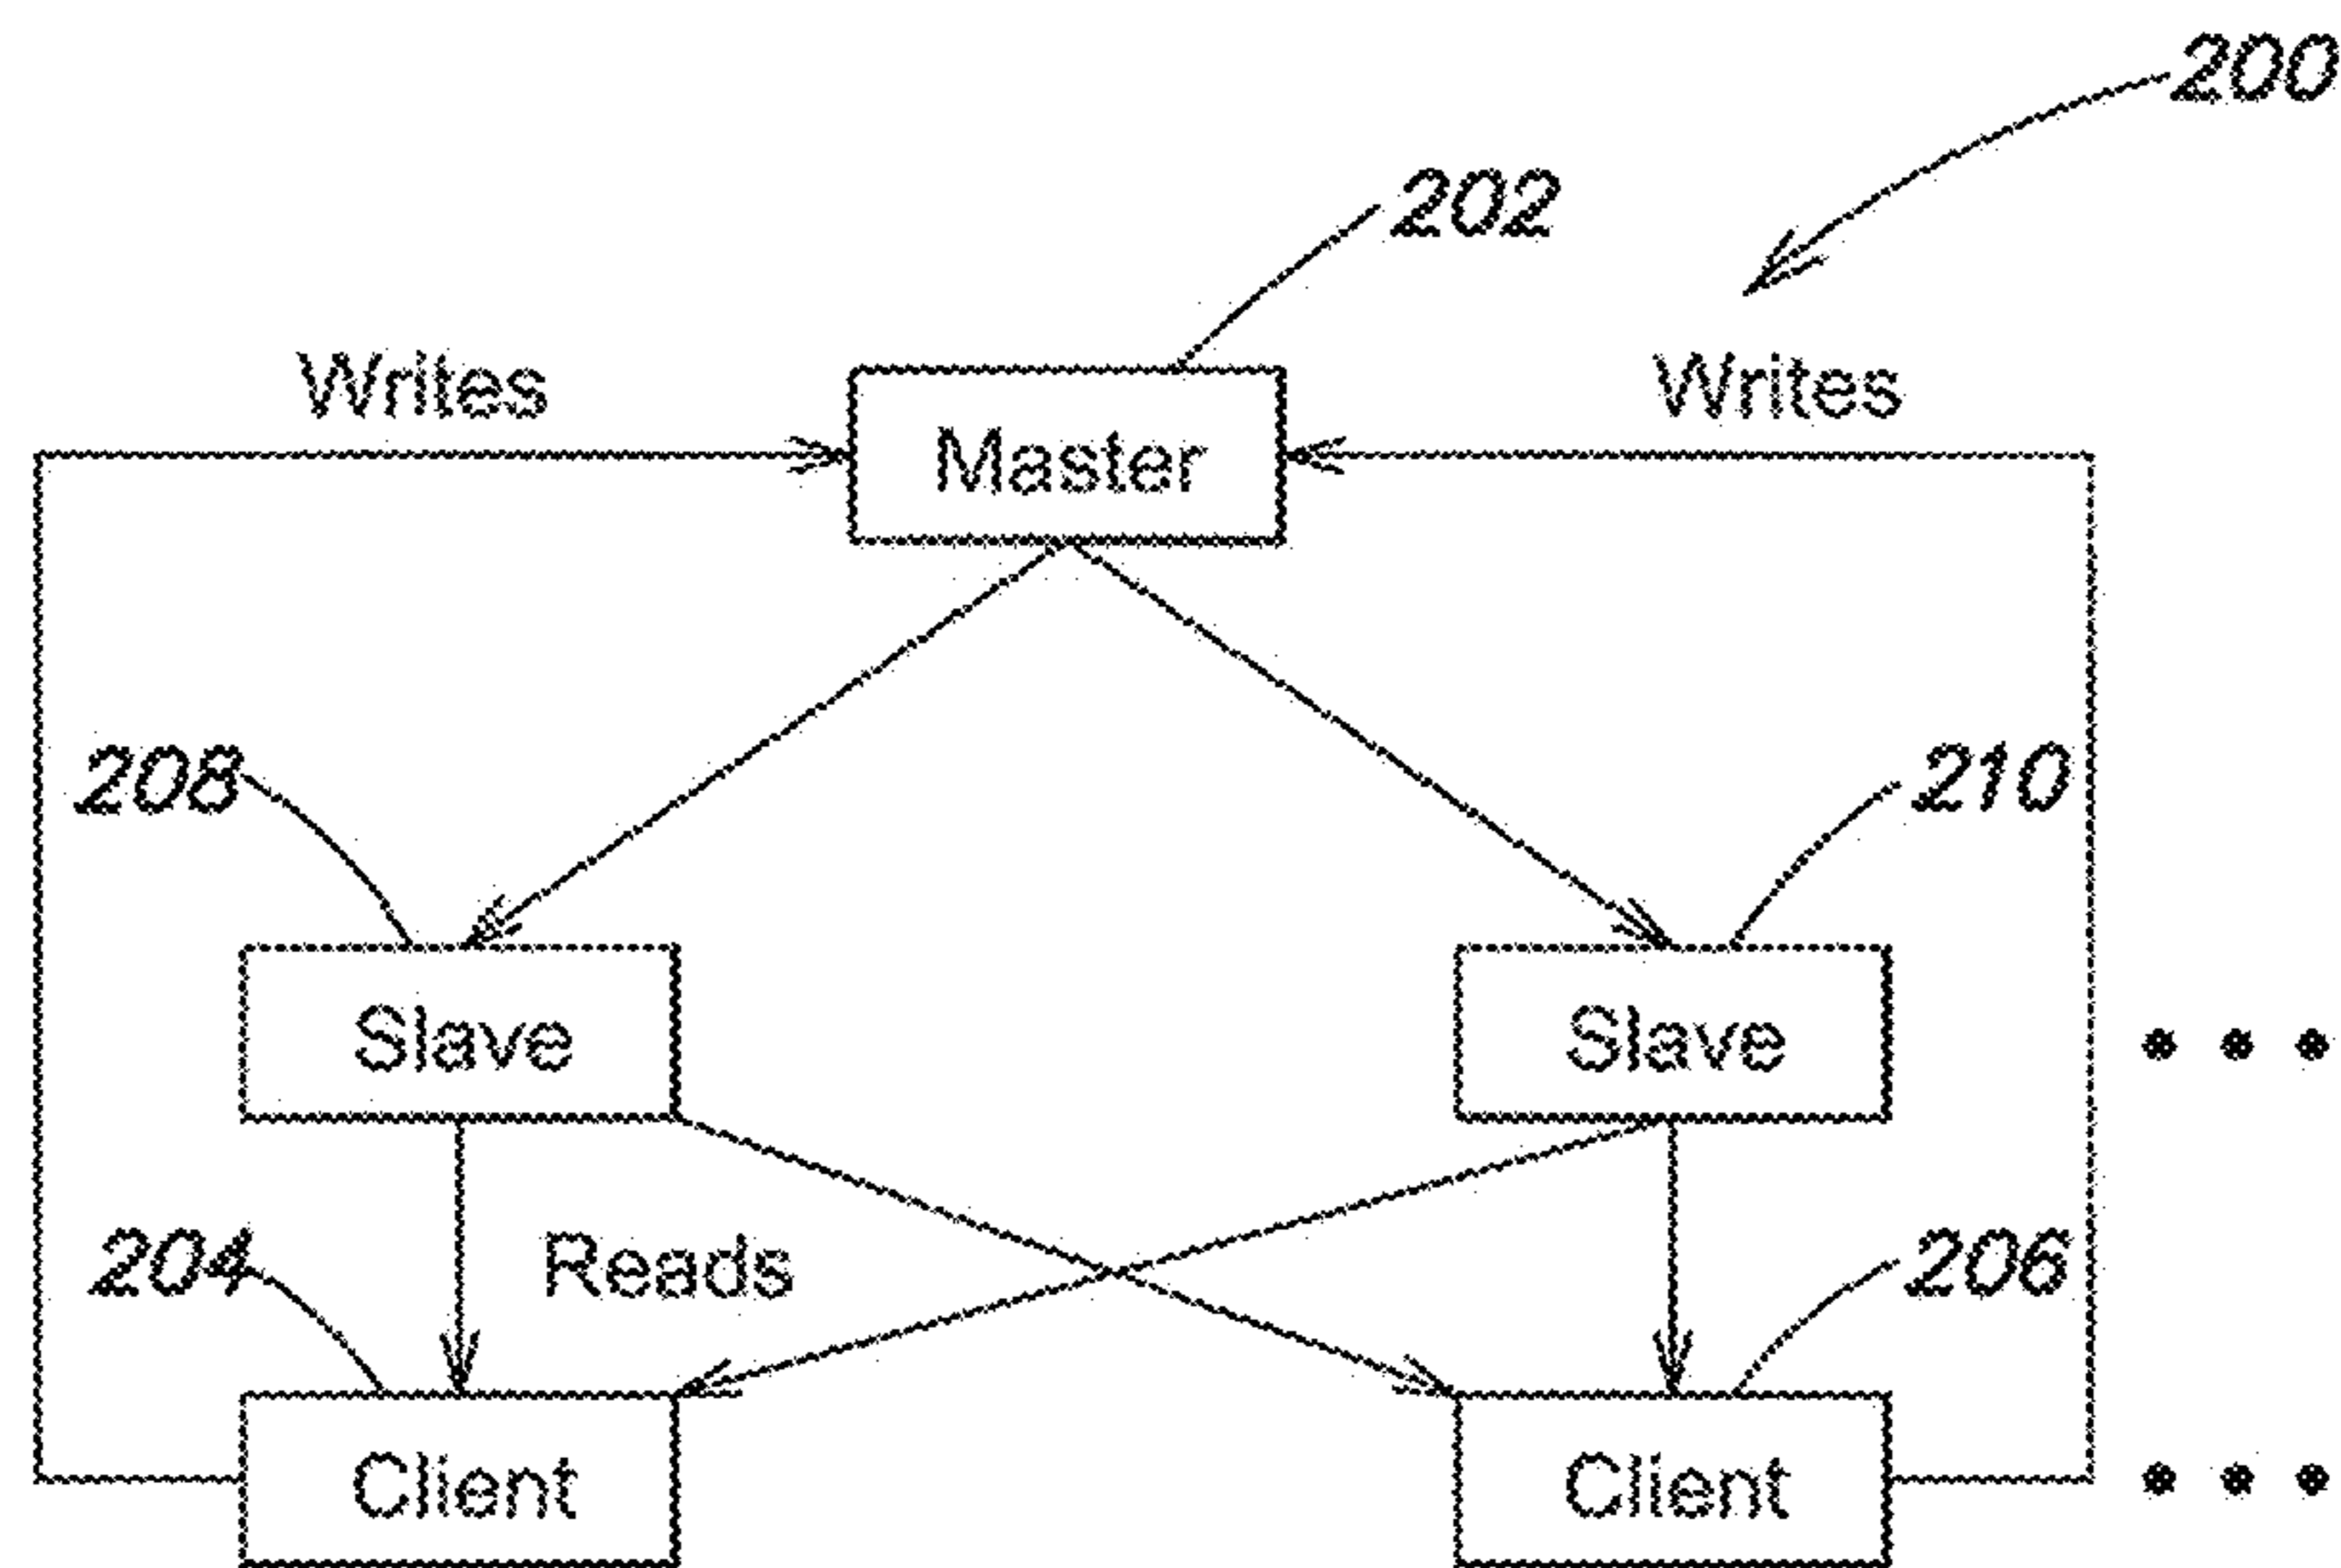 200
202
Writes
Writes
Master
208
210
Slave
Slave
204
Reads
206
Client
Client